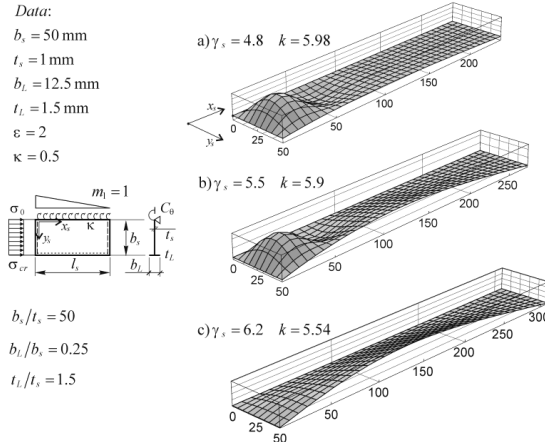 Data:
b_s = 50 mm
t_s = 1 mm
b_L = 12.5 mm
t_L = 1.5 mm
ε = 2
κ = 0.5
m_1 = 1
σ_0
x_s
κ
y_s
b_s
σ_cr
l_s
b_L
C_θ
t_s
t_L
b_s/t_s = 50
b_L/b_s = 0.25
t_L/t_s = 1.5
a) γ_s = 4.8 k = 5.98
x_s
y_s
0
25
50
50
100
150
200
b) γ_s = 5.5 k = 5.9
0
25
50
50
100
150
200
250
c) γ_s = 6.2 k = 5.54
0
25
50
50
100
150
200
250
300